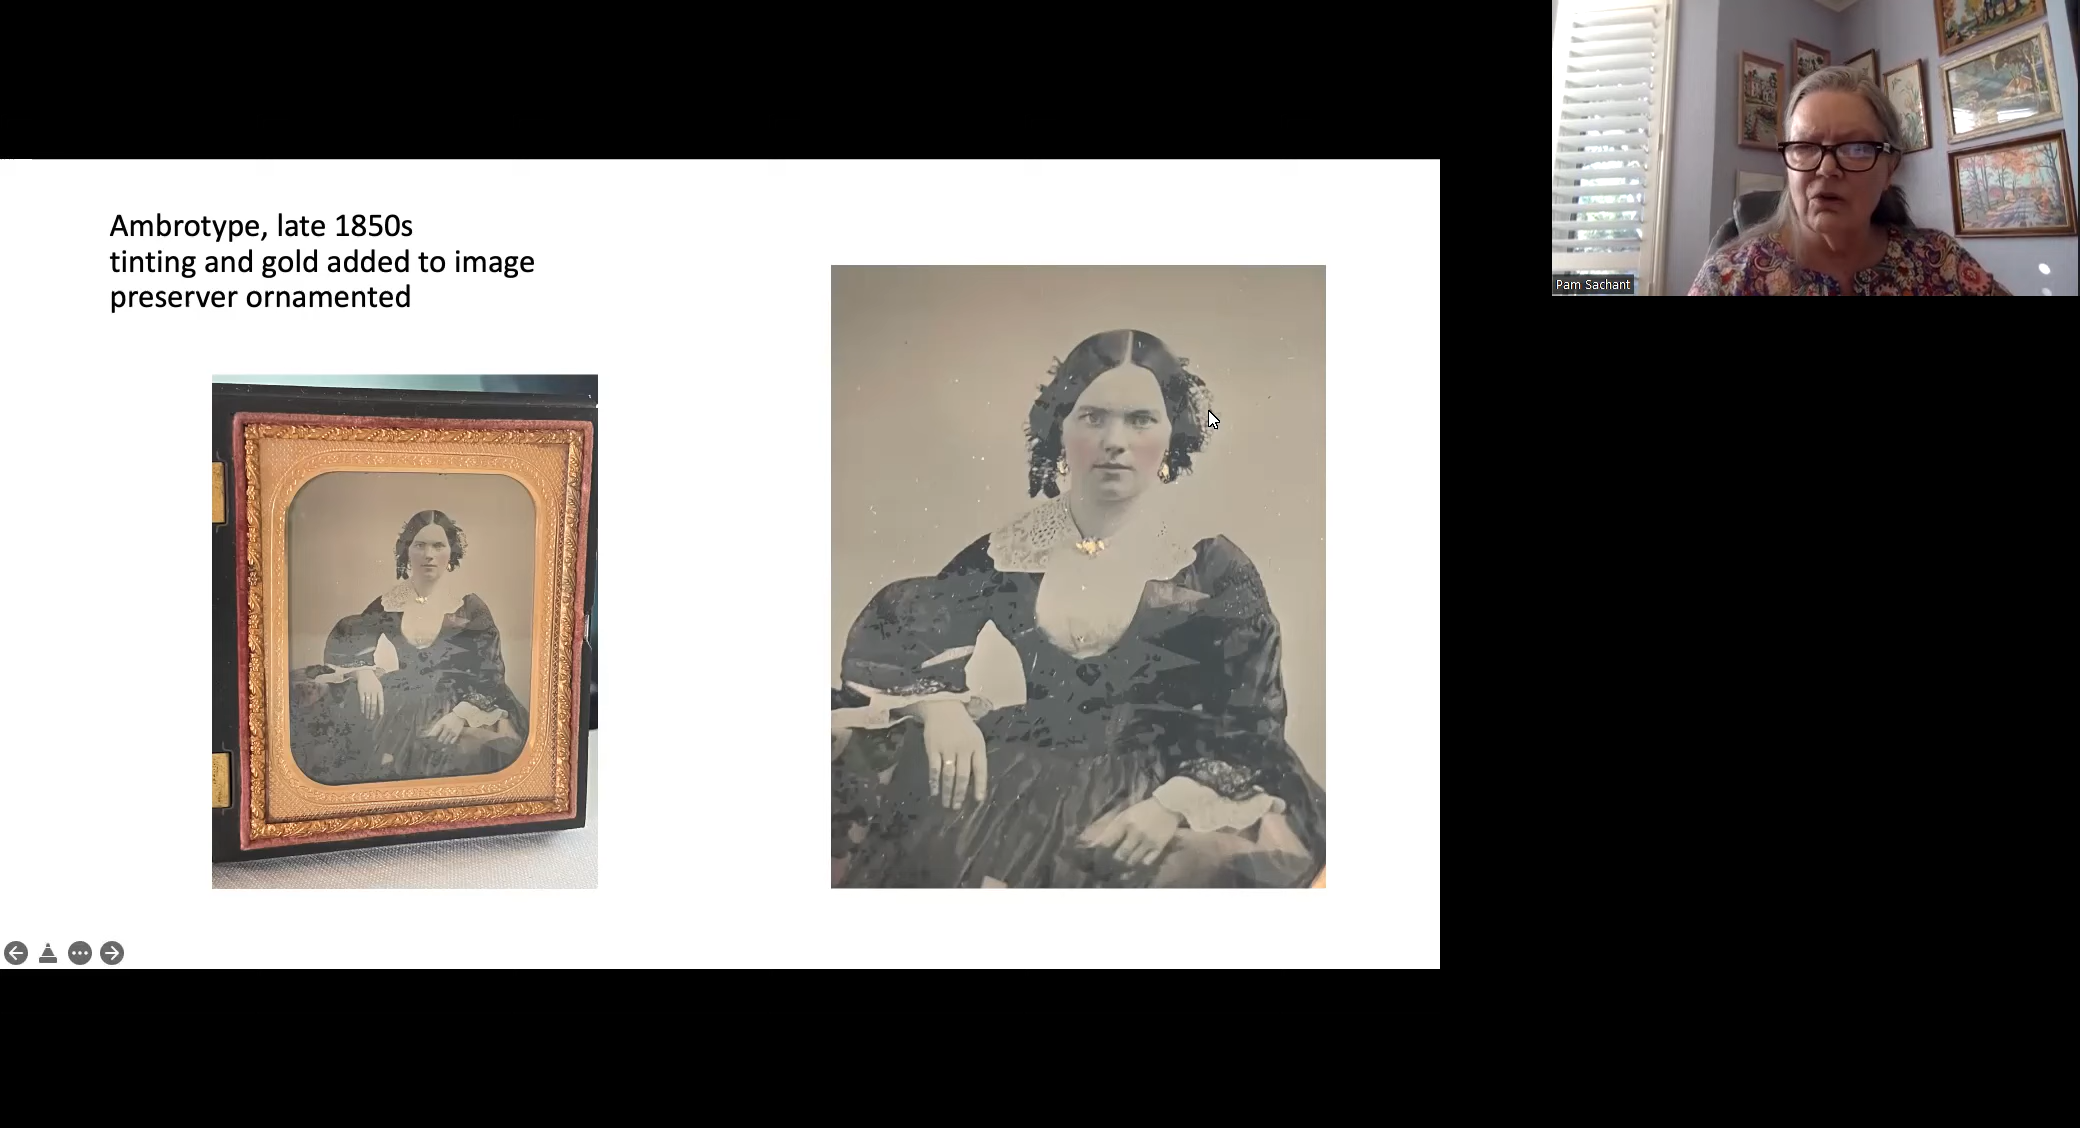 Ambrotype, late 1850s
tinting and gold added to image
preserver ornamented
Pam Sachant